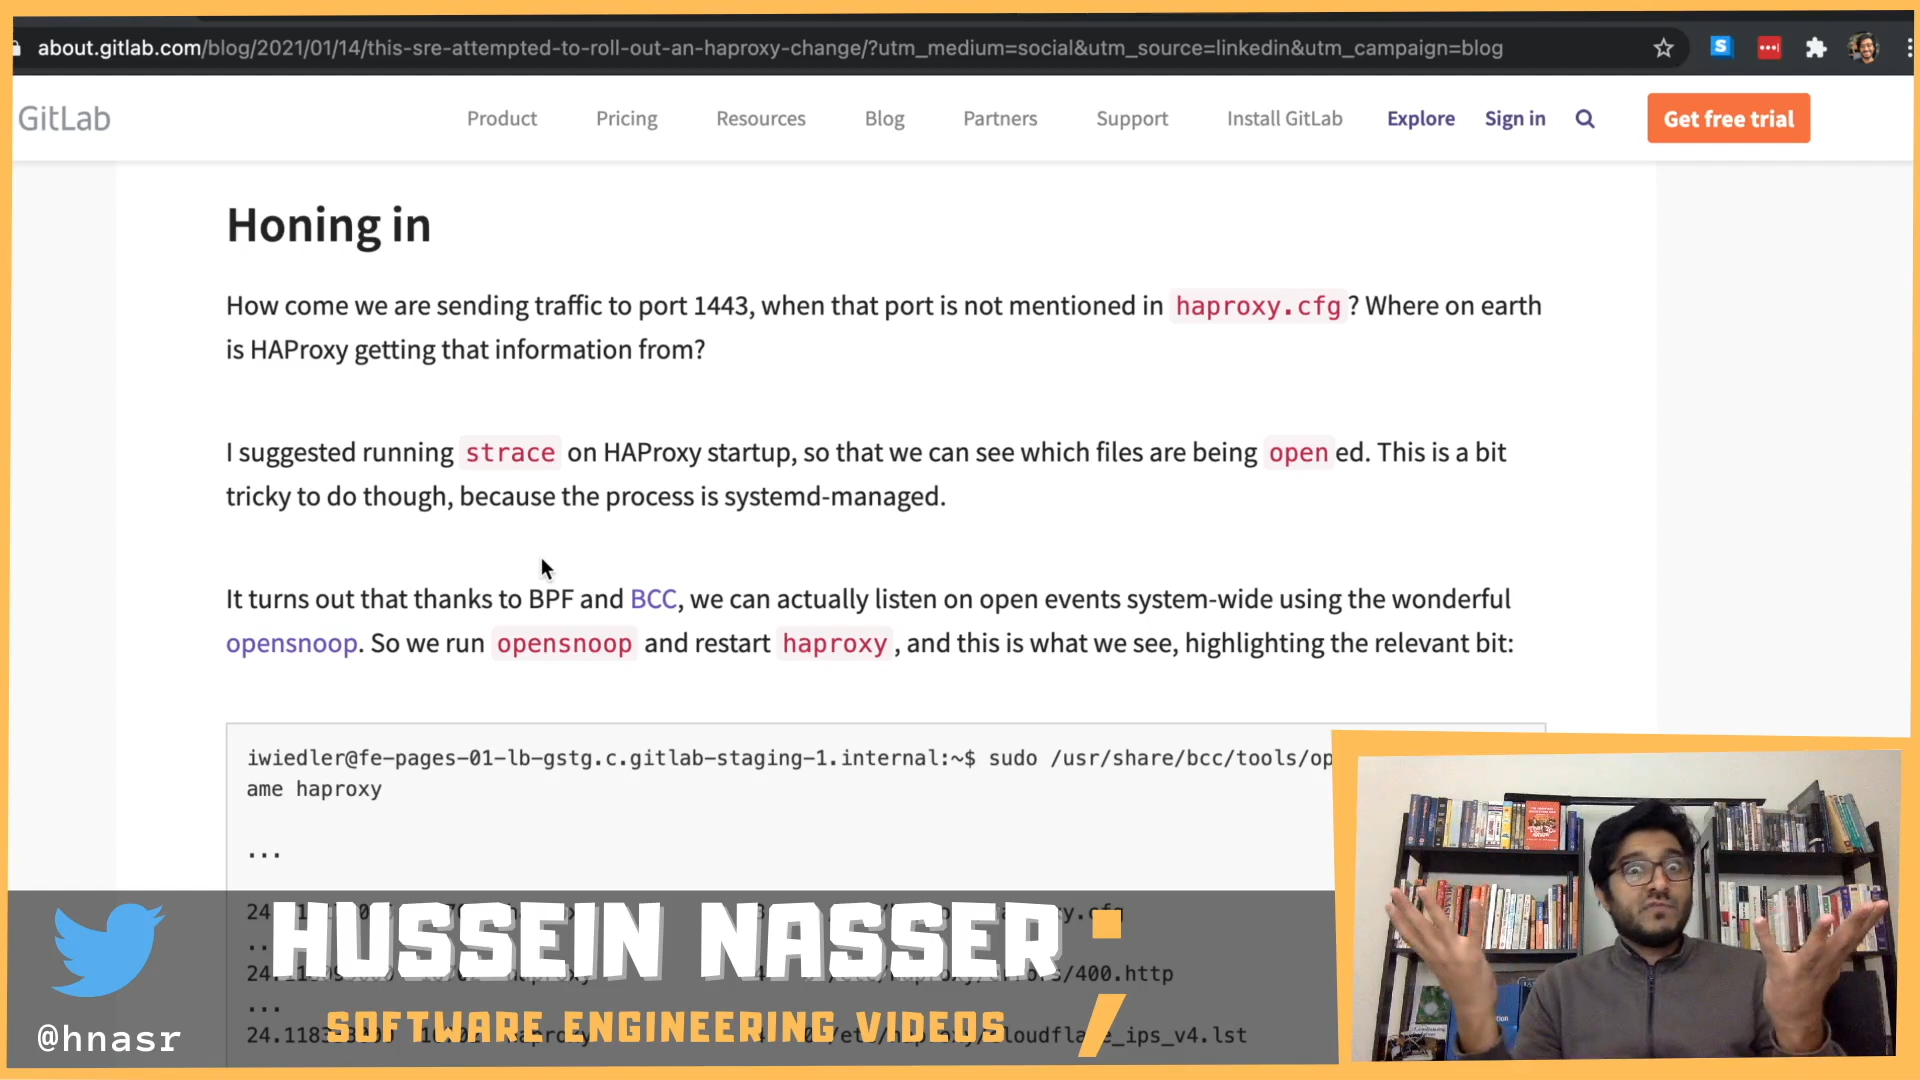 about.gitlab.com/blog/2021/01/14/this-sre-attempted-to-roll-out-an-haproxy-change/?utm_medium=social&utm_source=linkedin&utm_campaign=blog
S
GitLab Product Pricing Resources Blog Partners Support Install GitLab Explore Sign in Get free trial
Honing in
How come we are sending traffic to port 1443, when that port is not mentioned in haproxy.cfg? Where on earth
is HAProxy getting that information from?
I suggested running strace on HAProxy startup, so that we can see which files are being opened. This is a bit
tricky to do though, because the process is systemd-managed.
It turns out that thanks to BPF and BCC, we can actually listen on open events system-wide using the wonderful
opensnoop. So we run opensnoop and restart haproxy, and this is what we see, highlighting the relevant bit:
iwiedler@fe-pages-01-lb-gstg.c.gitlab-staging-1.internal:~$ sudo /usr/share/bcc/tools/op
ame haproxy
...
HUSSEIN NASSER
/400.http
...
@hnasr
SOFTWARE ENGINEERING VIDEOS
_ips_v4.lst